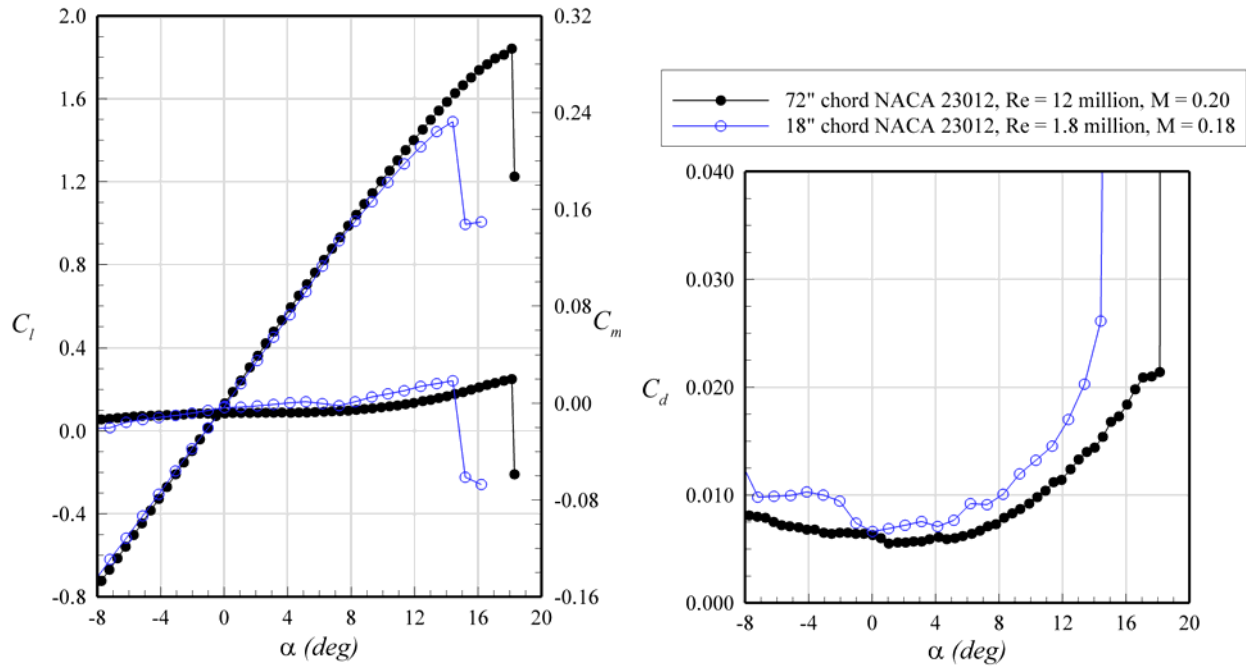 2.0
1.6
1.2
0.8
0.4
0.0
-0.4
-0.8
C_l
0.32
0.24
0.16
0.08
0.00
-0.08
-0.16
C_m
-8 -4 0 4 8 12 16 20
α (deg)
72" chord NACA 23012, Re = 12 million, M = 0.20
18" chord NACA 23012, Re = 1.8 million, M = 0.18
0.040
0.030
0.020
0.010
0.000
C_d
-8 -4 0 4 8 12 16 20
α (deg)